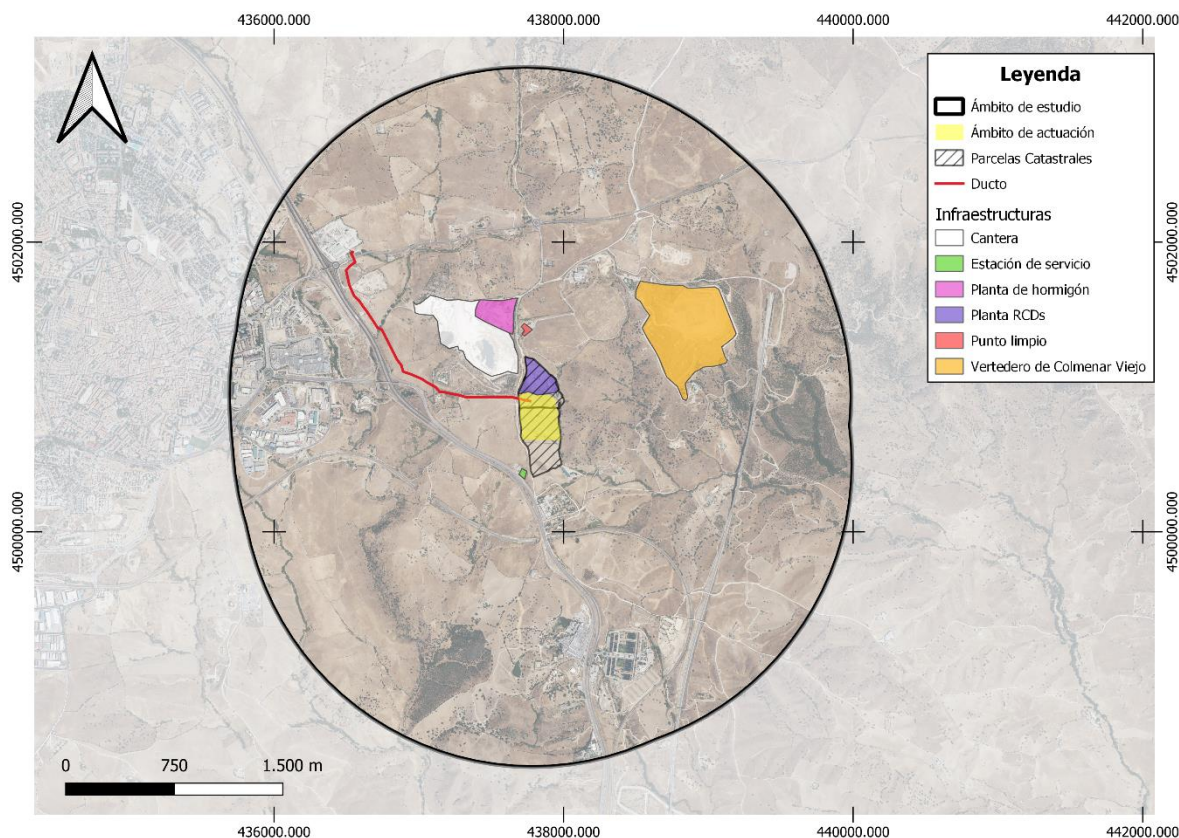 436000.000 438000.000 440000.000 442000.000
Leyenda
Ámbito de estudio
Ámbito de actuación
Parcelas Catastrales
Ducto
Infraestructuras
Cantera
Estación de servicio
Planta de hormigón
Planta RCDs
Punto limpio
Vertedero de Colmenar Viejo
4502000.000 4502000.000
4500000.000 4500000.000
0 750 1.500 m
436000.000 438000.000 440000.000 442000.000